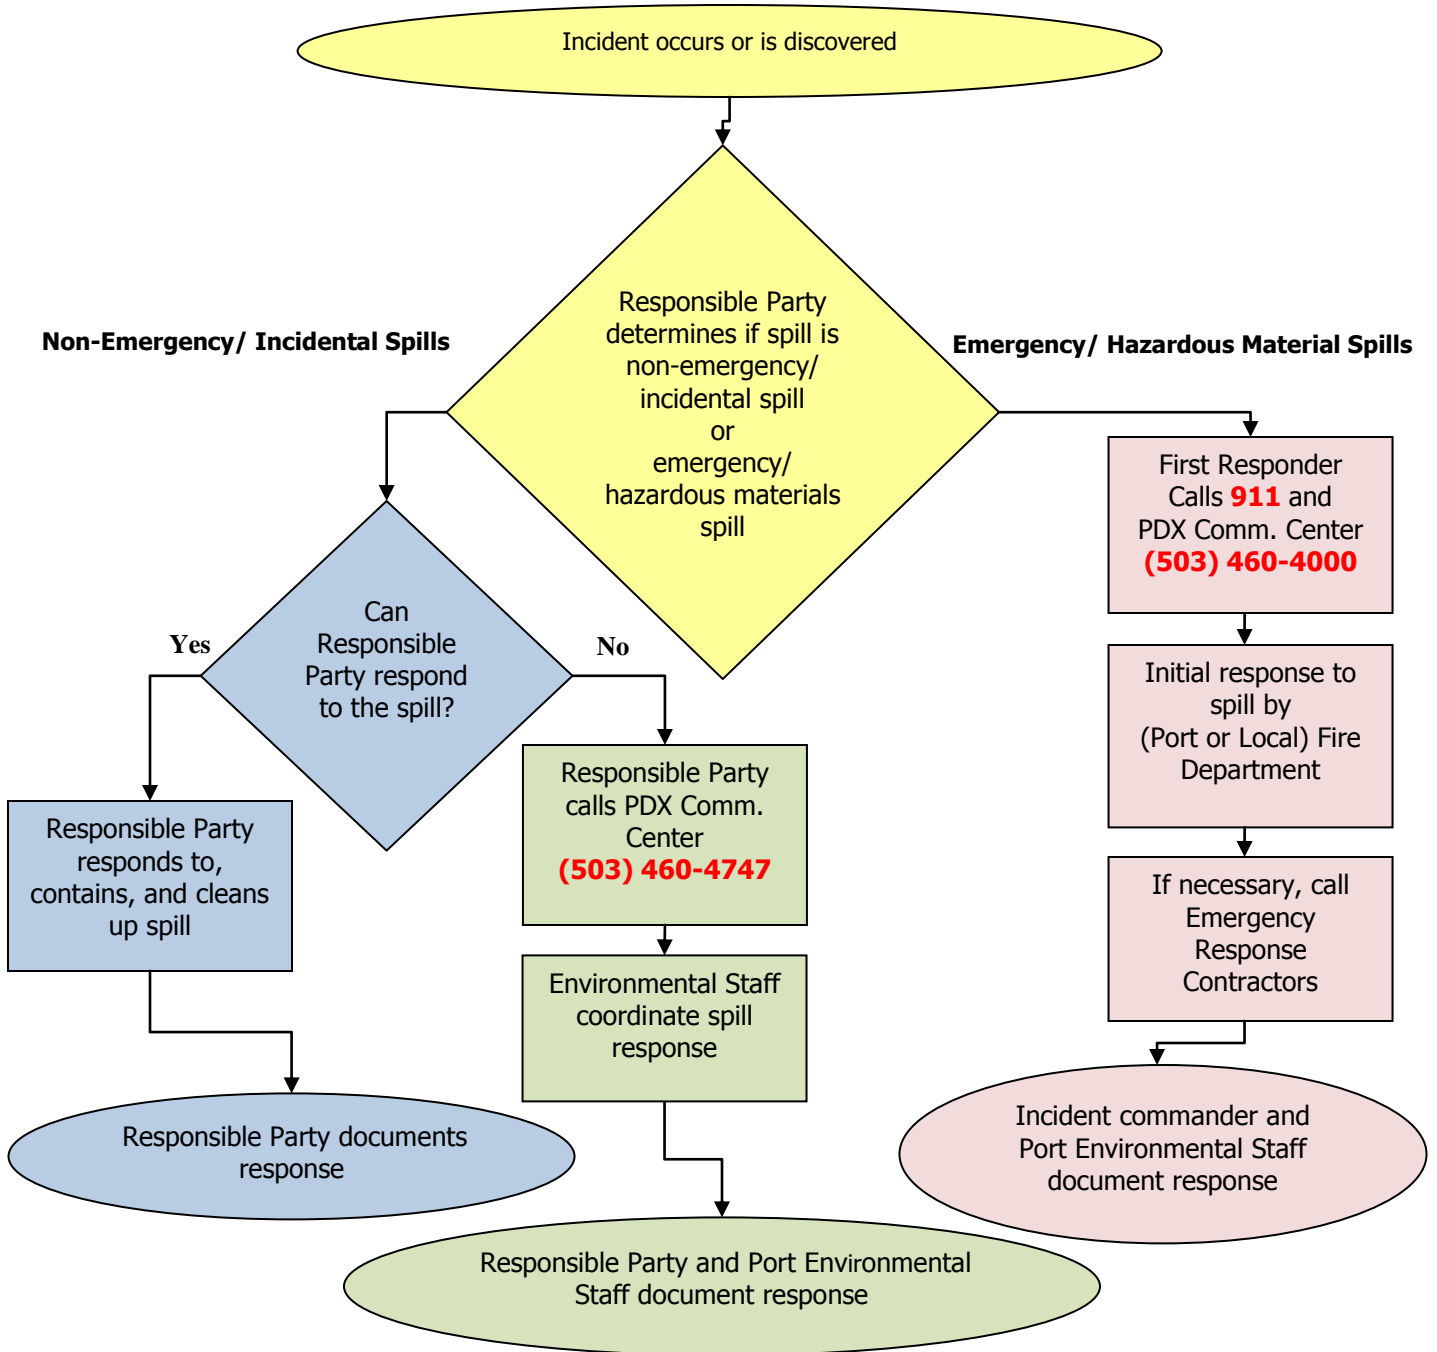 Incident occurs or is discovered
Responsible Party
determines if spill is
non-emergency/
incidental spill
or
emergency/
hazardous materials
spill
Non-Emergency/ Incidental Spills
Emergency/ Hazardous Material Spills
Can
Responsible
Party respond
to the spill?
Yes
No
Responsible Party
responds to,
contains, and cleans
up spill
Responsible Party documents
response
Responsible Party
calls PDX Comm.
Center
(503) 460-4747
Environmental Staff
coordinate spill
response
Responsible Party and Port Environmental
Staff document response
First Responder
Calls 911 and
PDX Comm. Center
(503) 460-4000
Initial response to
spill by
(Port or Local) Fire
Department
If necessary, call
Emergency
Response
Contractors
Incident commander and
Port Environmental Staff
document response